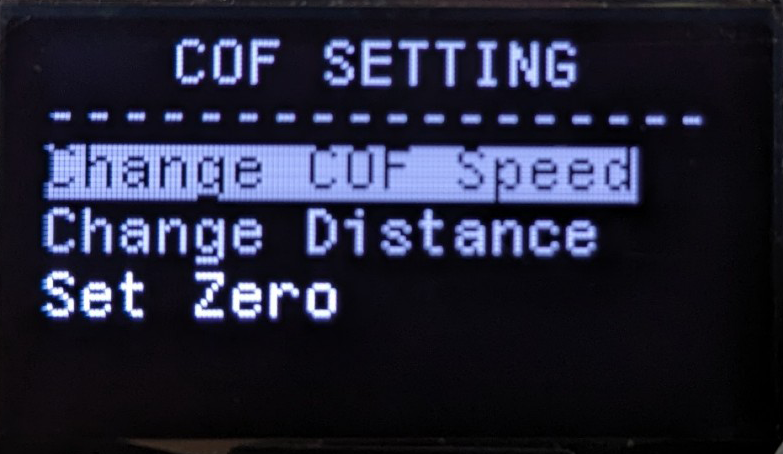 COF SETTING
-------------------
Change COF Speed
Change Distance
Set Zero